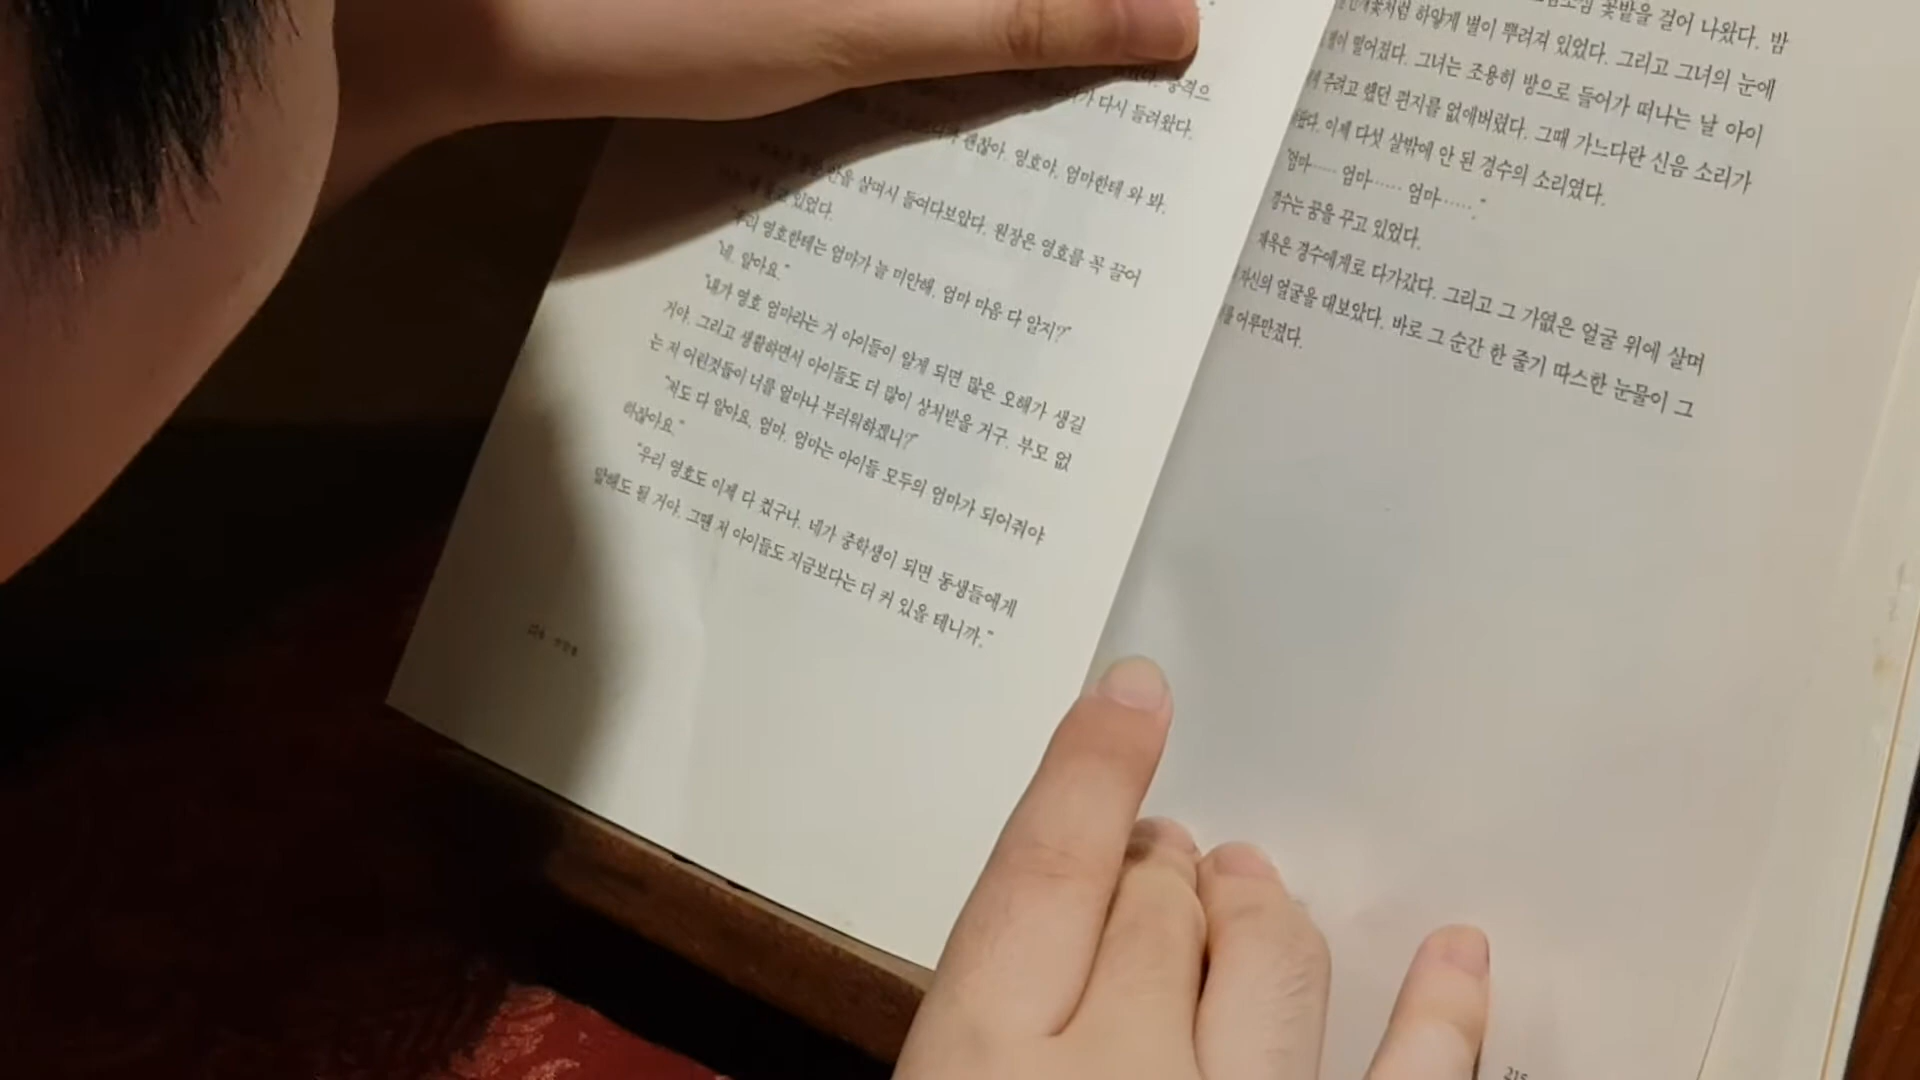 공격으
가 다시 들려왔다.
괜찮아. 영호야, 엄마한테 와 봐.
안을 살며시 들여다보았다. 원장은 영호를 꼭 끌어
있었다.
"우리 영호한테는 엄마가 늘 미안해. 엄마 마음 다 알지?"
"네, 알아요."
"내가 영호 엄마라는 거 아이들이 알게 되면 많은 오해가 생길
거야. 그리고 생활하면서 아이들도 더 많이 상처받을 거구. 부모 없
는 저 어린것들이 너를 얼마나 부러워하겠니?"
"저도 다 알아요, 엄마. 엄마는 아이들 모두의 엄마가 되어줘야
하잖아요."
"우리 영호도 이제 다 컸구나. 네가 중학생이 되면 동생들에게
말해도 될 거야. 그땐 저 아이들도 지금보다는 더 커 있을 테니까."
꽃밭을 걸어 나왔다. 밤
꽃처럼 하얗게 별이 뿌려져 있었다. 그리고 그녀의 눈에
떨어졌다. 그녀는 조용히 방으로 들어가 떠나는 날 아이
주려고 했던 편지를 없애버렸다. 그때 가느다란 신음 소리가
이제 다섯 살밖에 안 된 경수의 소리였다.
"엄마…… 엄마…… 엄마……."
경수는 꿈을 꾸고 있었다.
재옥은 경수에게로 다가갔다. 그리고 그 가엾은 얼굴 위에 살며
자신의 얼굴을 대보았다. 바로 그 순간 한 줄기 따스한 눈물이 그
를 어루만졌다.
215